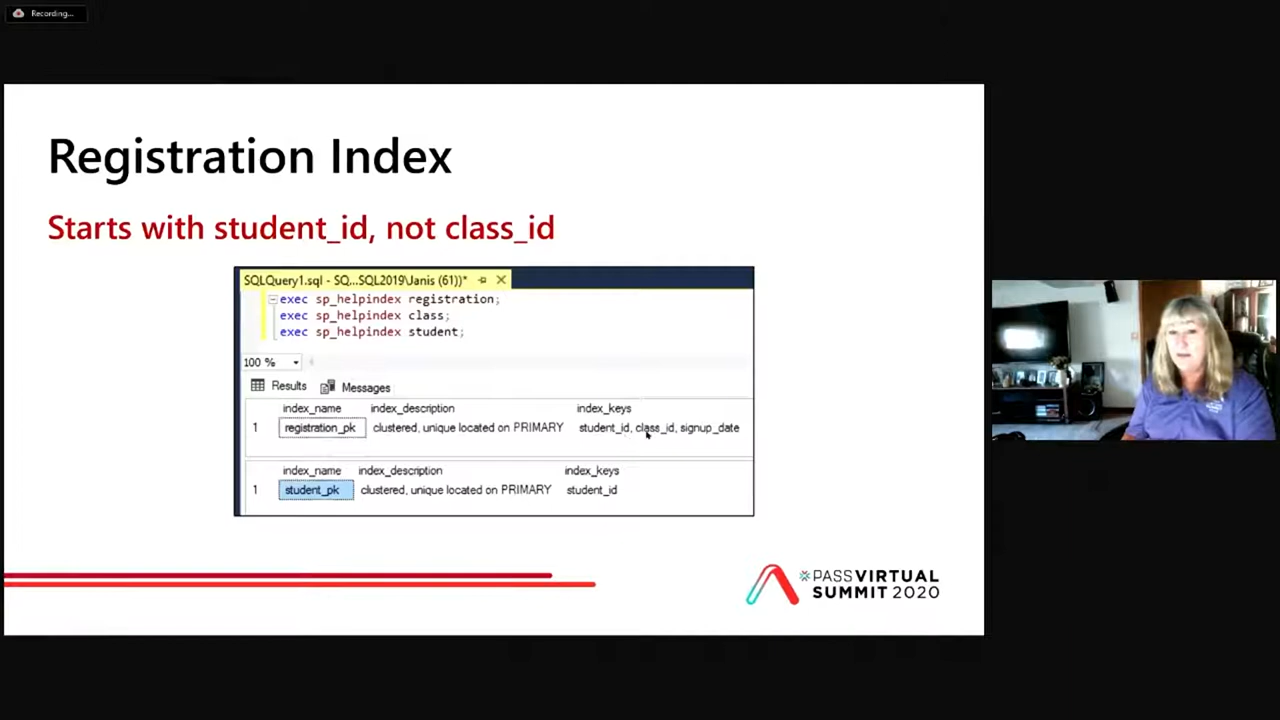 Recording...
Registration Index
Starts with student_id, not class_id
SQLQuery1.sql - SQ...SQL2019\Janis (61))*
exec sp_helpindex registration;
exec sp_helpindex class;
exec sp_helpindex student;
100 %
Results Messages
index_name index_description index_keys
1 registration_pk clustered, unique located on PRIMARY student_id, class_id, signup_date
index_name index_description index_keys
1 student_pk clustered, unique located on PRIMARY student_id
PASS VIRTUAL
SUMMIT 2020